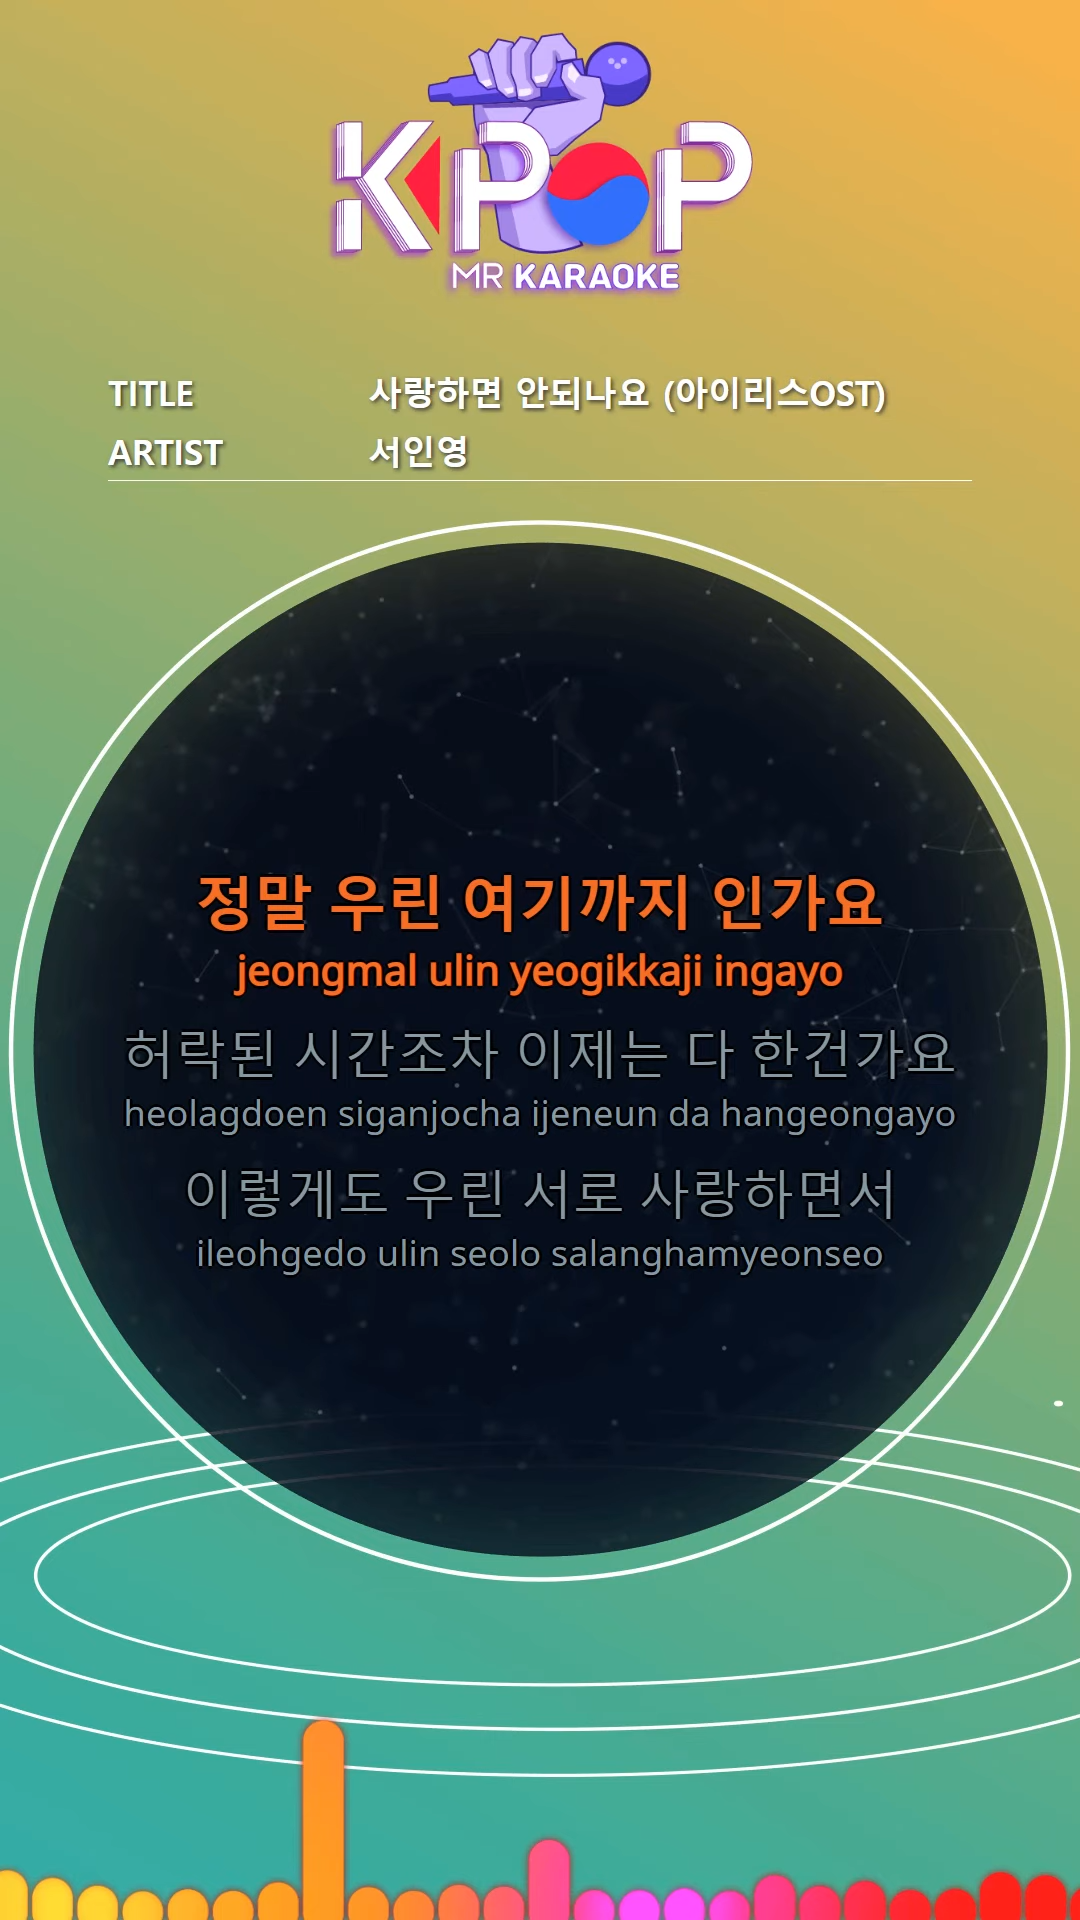 KPOP
MR KARAOKE
TITLE 사랑하면 안되나요 (아이리스OST)
ARTIST 서인영
정말 우린 여기까지 인가요
jeongmal ulin yeogikkaji ingayo
허락된 시간조차 이제는 다 한건가요
heolagdoen siganjocha ijeneun da hangeongayo
이렇게도 우린 서로 사랑하면서
ileohgedo ulin seolo salanghamyeonseo